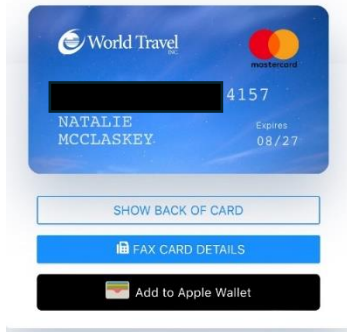 World Travel
INC.
mastercard
4157
NATALIE
MCCLASKEY
Expires
08/27
SHOW BACK OF CARD
FAX CARD DETAILS
Add to Apple Wallet